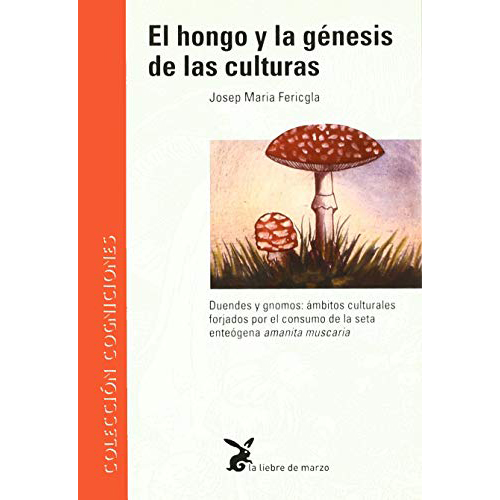 El hongo y la génesis
de las culturas
Josep Maria Fericgla
Duendes y gnomos: ámbitos culturales
forjados por el consumo de la seta
enteógena amanita muscaria
COLECCIÓN COGNICIONES
la liebre de marzo